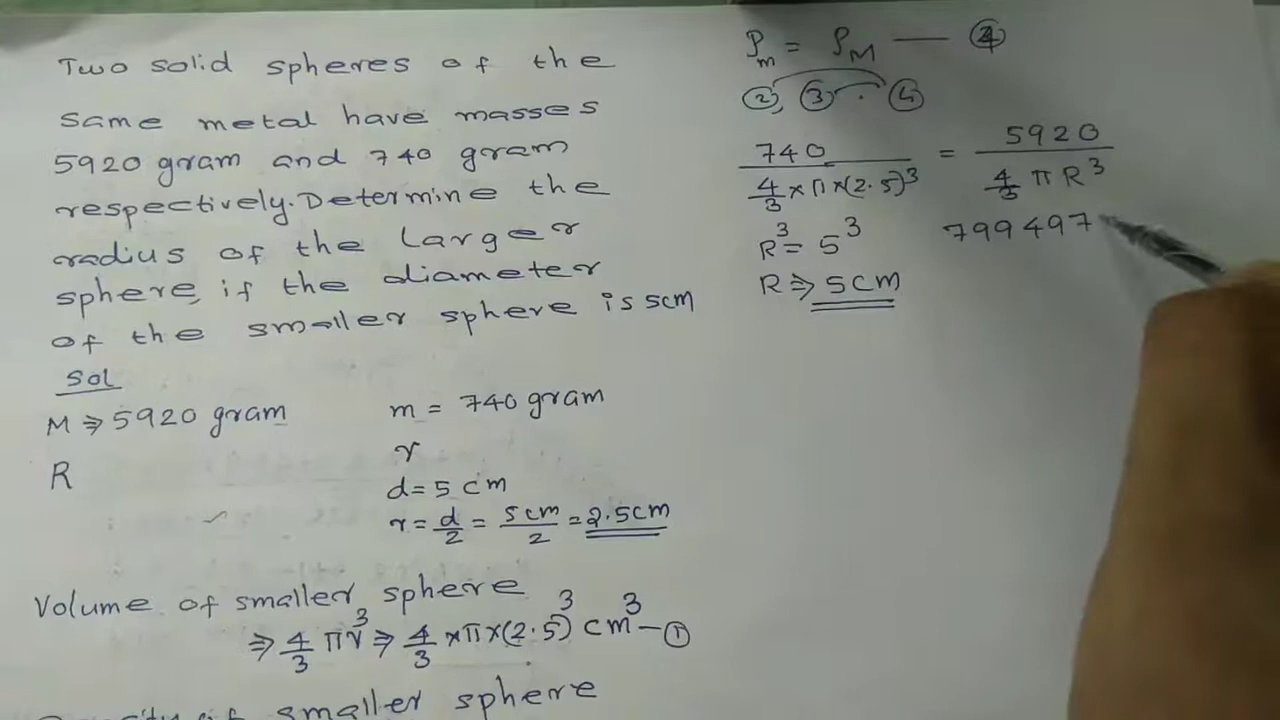 Two solid spheres of the
same metal have masses
5920 gram and 740 gram
respectively. Determine the
radius of the larger
sphere, if the diameter
of the smaller sphere is 5cm
Sol
M ⇒ 5920 gram
R
m = 740 gram
r
d = 5 cm
r = d/2 = 5cm/2 = 2.5cm
Volume of smaller sphere
⇒ 4/3 πr³ ⇒ 4/3 × π × (2.5)³ cm³ - ①
of smaller sphere
ρm = ρM — ④
②, ③ . ④
740 / (4/3 × π × (2.5)³) = 5920 / (4/3 π R³)
R³ = 5³
R ⇒ 5cm
799497